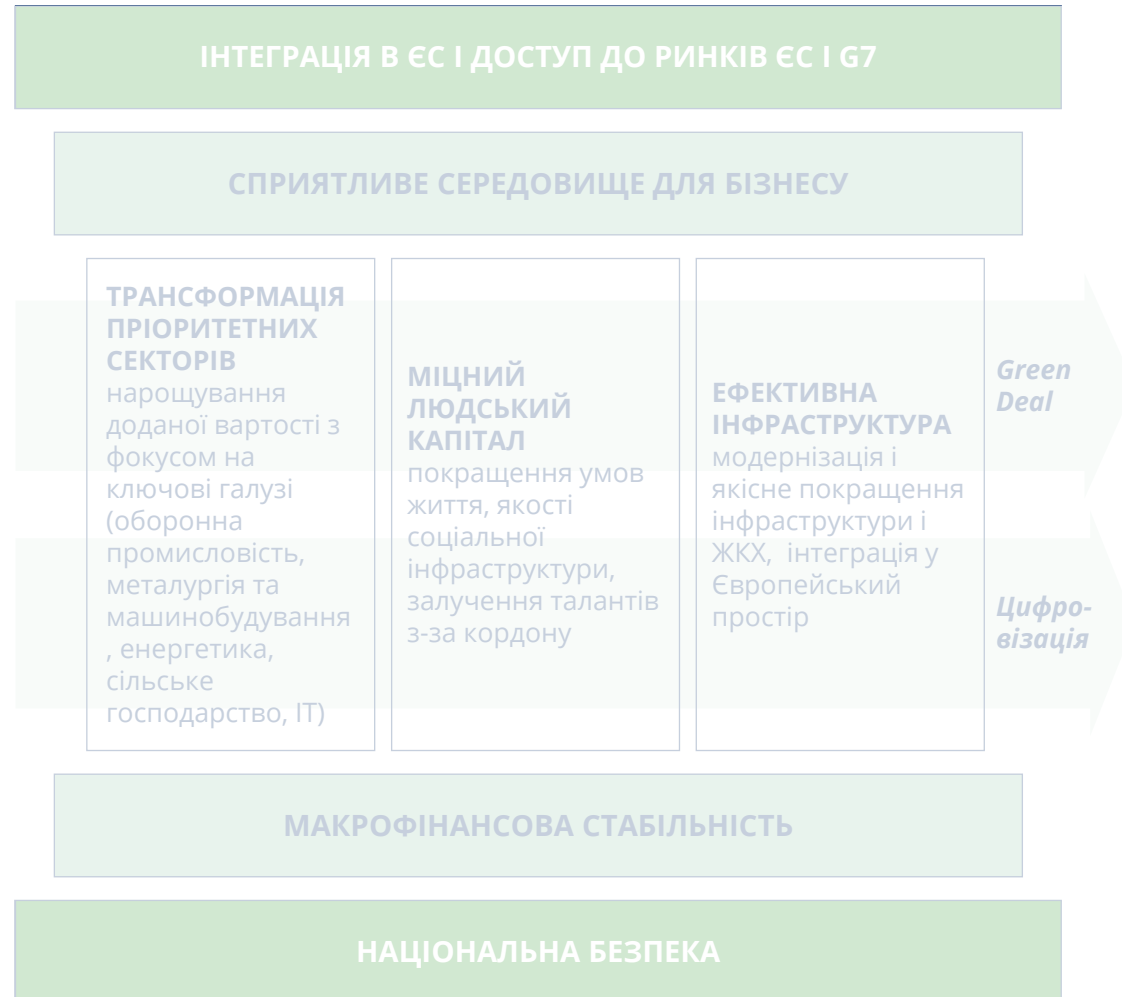 ІНТЕГРАЦІЯ В ЄС І ДОСТУП ДО РИНКІВ ЄС І G7
СПРИЯТЛИВЕ СЕРЕДОВИЩЕ ДЛЯ БІЗНЕСУ
ТРАНСФОРМАЦІЯ
ПРІОРИТЕТНИХ
СЕКТОРІВ
нарощування
доданої вартості з
фокусом на
ключові галузі
(оборонна
промисловість,
металургія та
машинобудування
, енергетика,
сільське
господарство, ІТ)
МІЦНИЙ
ЛЮДСЬКИЙ
КАПІТАЛ
покращення умов
життя, якості
соціальної
інфраструктури,
залучення талантів
з-за кордону
ЕФЕКТИВНА
ІНФРАСТРУКТУРА
модернізація і
якісне покращення
інфраструктури і
ЖКХ,  інтеграція у
Європейський
простір
Green
Deal
Цифро-
візація
МАКРОФІНАНСОВА СТАБІЛЬНІСТЬ
НАЦІОНАЛЬНА БЕЗПЕКА